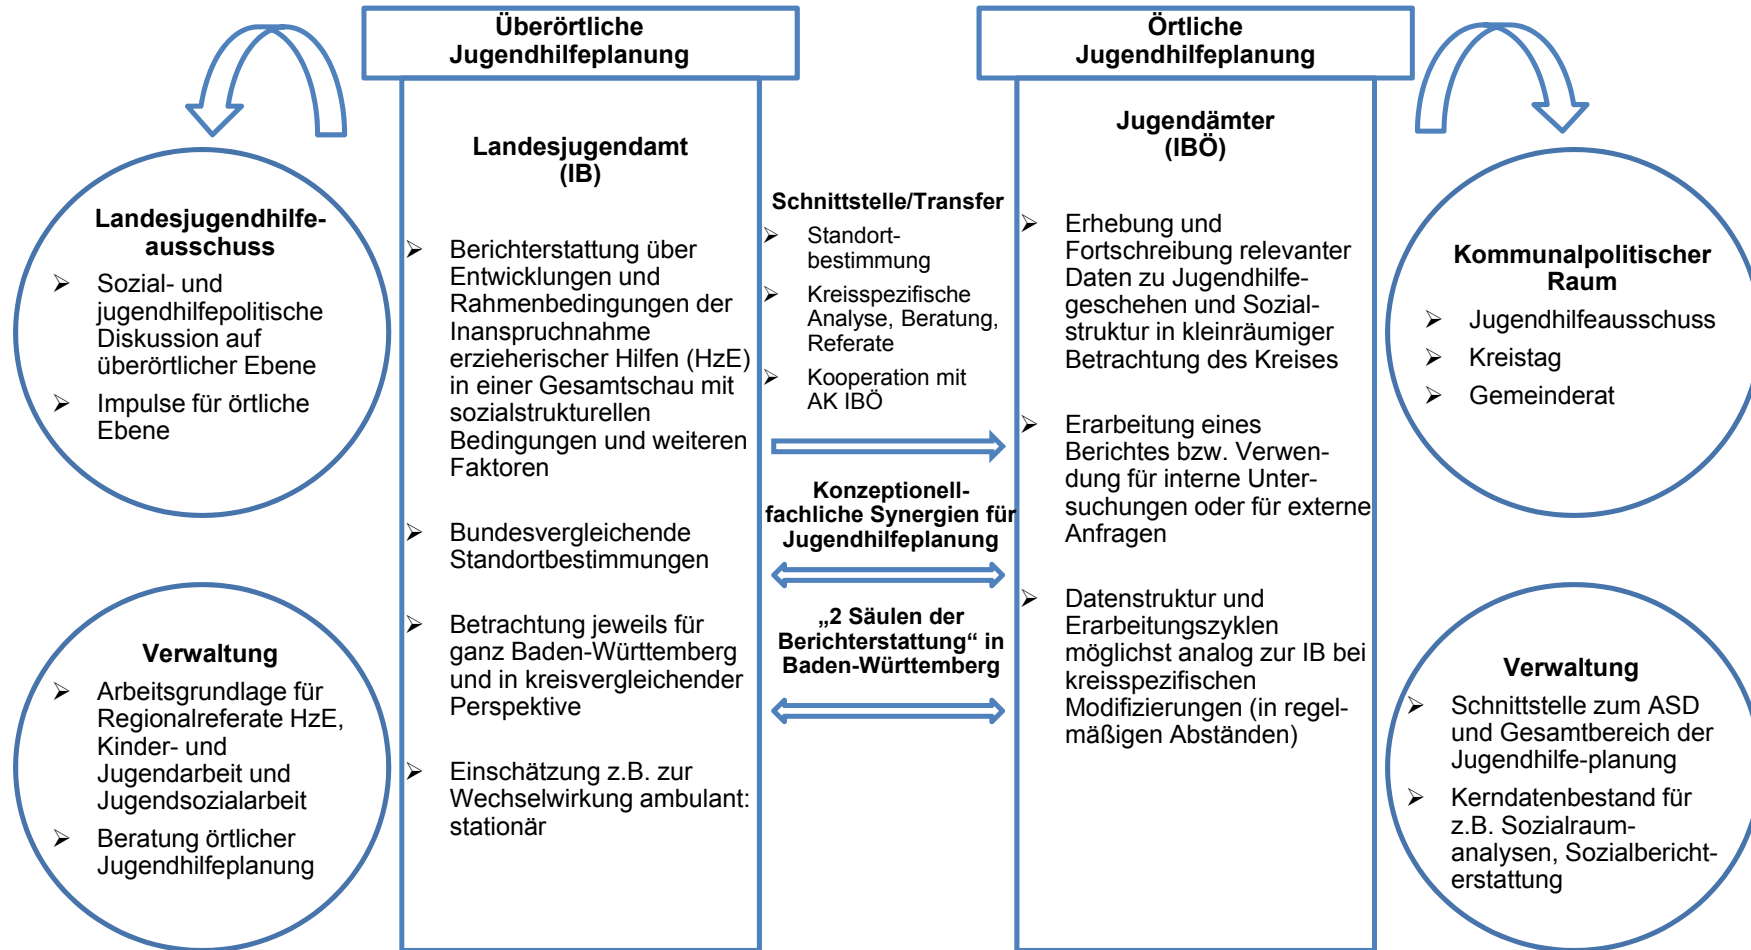 Überörtliche
Jugendhilfeplanung
Örtliche
Jugendhilfeplanung
Landesjugendhilfe-
ausschuss
➢ Sozial- und
jugendhilfepolitische
Diskussion auf
überörtlicher Ebene
➢ Impulse für örtliche
Ebene
Verwaltung
➢ Arbeitsgrundlage für
Regionalreferate HzE,
Kinder- und
Jugendarbeit und
Jugendsozialarbeit
➢ Beratung örtlicher
Jugendhilfeplanung
Landesjugendamt
(IB)
➢ Berichterstattung über
Entwicklungen und
Rahmenbedingungen der
Inanspruchnahme
erzieherischer Hilfen (HzE)
in einer Gesamtschau mit
sozialstrukturellen
Bedingungen und weiteren
Faktoren
➢ Bundesvergleichende
Standortbestimmungen
➢ Betrachtung jeweils für
ganz Baden-Württemberg
und in kreisvergleichender
Perspektive
➢ Einschätzung z.B. zur
Wechselwirkung ambulant:
stationär
Schnittstelle/Transfer
➢ Standort-
bestimmung
➢ Kreisspezifische
Analyse, Beratung,
Referate
➢ Kooperation mit
AK IBÖ
Konzeptionell-
fachliche Synergien für
Jugendhilfeplanung
„2 Säulen der
Berichterstattung“ in
Baden-Württemberg
Jugendämter
(IBÖ)
➢ Erhebung und
Fortschreibung relevanter
Daten zu Jugendhilfe-
geschehen und Sozial-
struktur in kleinräumiger
Betrachtung des Kreises
➢ Erarbeitung eines
Berichtes bzw. Verwen-
dung für interne Unter-
suchungen oder für externe
Anfragen
➢ Datenstruktur und
Erarbeitungszyklen
möglichst analog zur IB bei
kreisspezifischen
Modifizierungen (in regel-
mäßigen Abständen)
Kommunalpolitischer
Raum
➢ Jugendhilfeausschuss
➢ Kreistag
➢ Gemeinderat
Verwaltung
➢ Schnittstelle zum ASD
und Gesamtbereich der
Jugendhilfe-planung
➢ Kerndatenbestand für
z.B. Sozialraum-
analysen, Sozialbericht-
erstattung